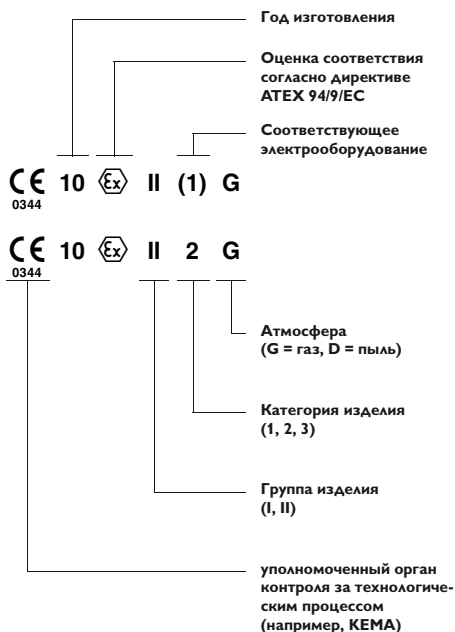 Год изготовления
Оценка соответствия
согласно директиве
ATEX 94/9/EC
Соответствующее
электрооборудование
CE 10 Ex II (1) G
0344
CE 10 Ex II 2 G
0344
Атмосфера
(G = газ, D = пыль)
Категория изделия
(1, 2, 3)
Группа изделия
(I, II)
уполномоченный орган
контроля за технологиче-
ским процессом
(например, KEMA)